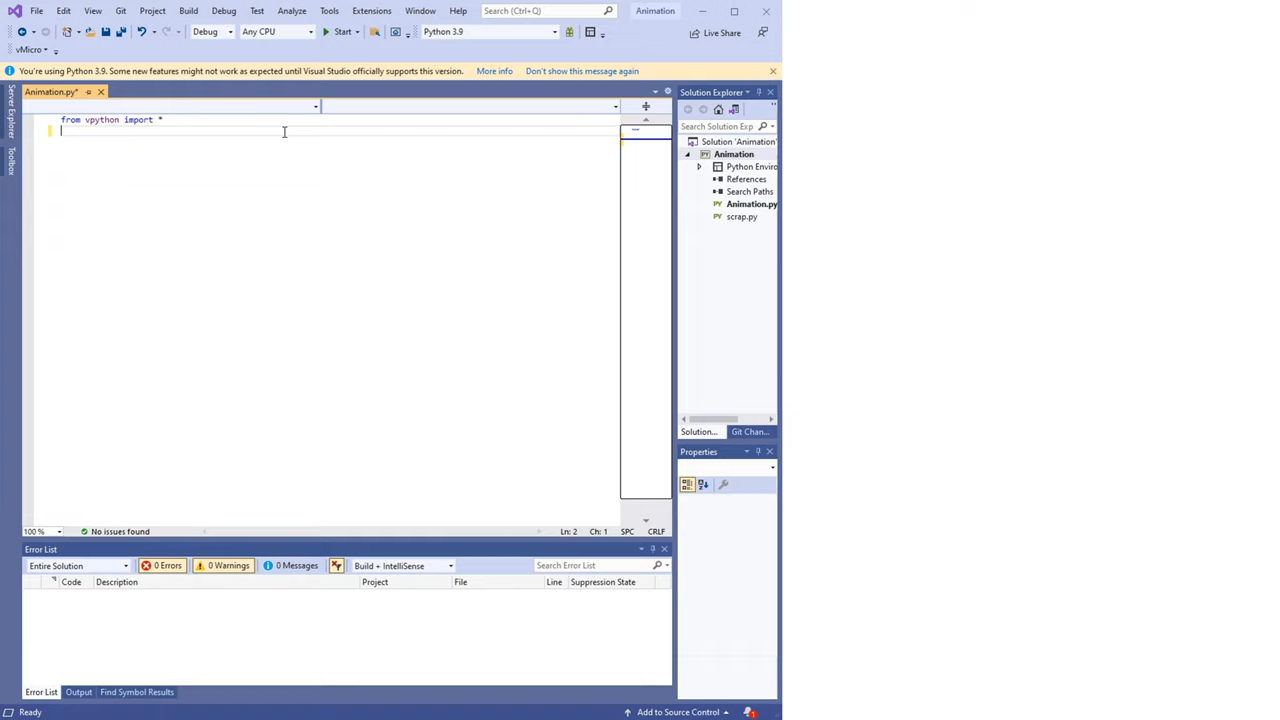 File Edit View Git Project Build Debug Test Analyze Tools Extensions Window Help Search (Ctrl+Q) Animation
Debug Any CPU Start Python 3.9 Live Share
vMicro
You're using Python 3.9. Some new features might not work as expected until Visual Studio officially supports this version. More info Don't show this message again
Server Explorer
Toolbox
Animation.py*
from vpython import *
100 % No issues found Ln: 2 Ch: 1 SPC CRLF
Solution Explorer
Search Solution Exp
Solution 'Animation'
Animation
Python Enviro
References
Search Paths
Animation.py
scrap.py
Solution... Git Chan...
Properties
Error List
Entire Solution 0 Errors 0 Warnings 0 Messages Build + IntelliSense Search Error List
Code Description Project File Line Suppression State
Error List Output Find Symbol Results
Ready Add to Source Control 1